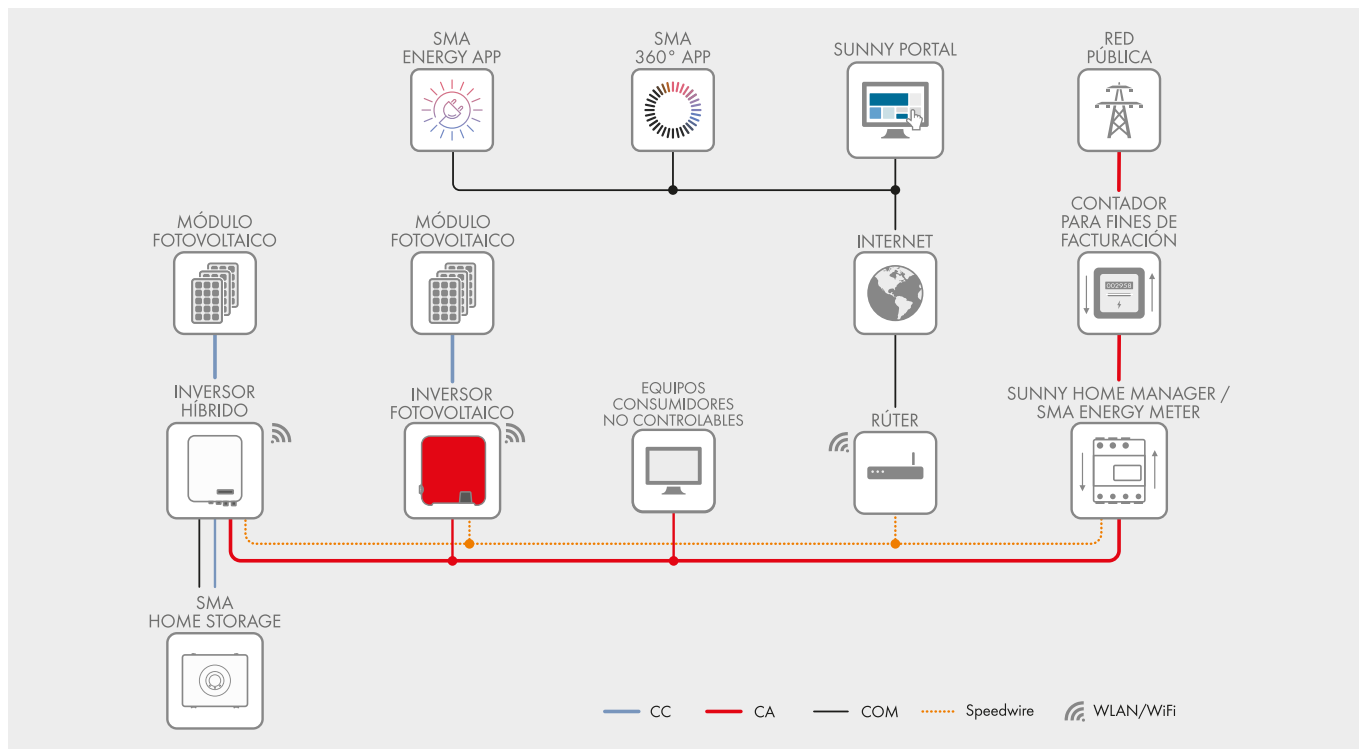 SMA
ENERGY APP
SMA
360° APP
SUNNY PORTAL
RED
PÚBLICA
MÓDULO
FOTOVOLTAICO
MÓDULO
FOTOVOLTAICO
INTERNET
CONTADOR
PARA FINES DE
FACTURACIÓN
002958
INVERSOR
HÍBRIDO
INVERSOR
FOTOVOLTAICO
EQUIPOS
CONSUMIDORES
NO CONTROLABLES
RÚTER
SUNNY HOME MANAGER /
SMA ENERGY METER
SMA
HOME STORAGE
CC
CA
COM
Speedwire
WLAN/WiFi